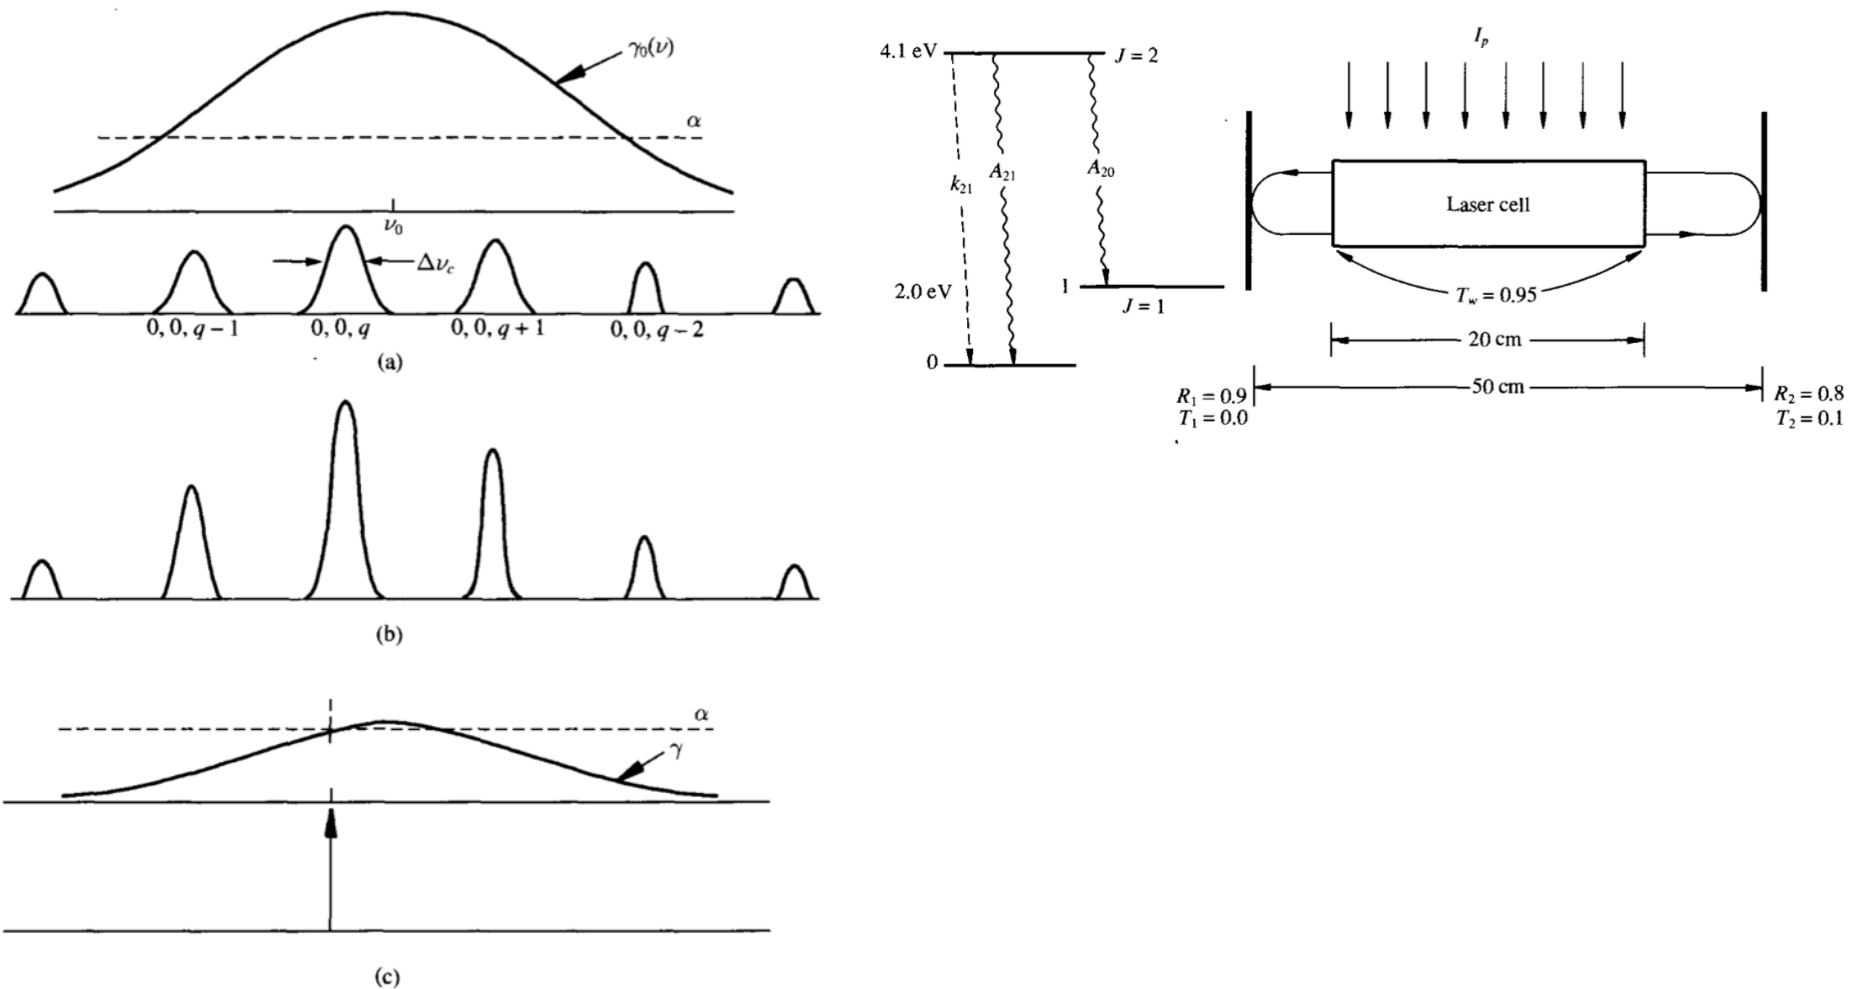 γ₀(ν)
α
ν₀
Δν_c
0, 0, q − 1
0, 0, q
0, 0, q + 1
0, 0, q − 2
(a)
(b)
α
γ
(c)
4.1 eV
J = 2
k₂₁
A₂₁
A₂₀
2.0 eV
1
J = 1
0
I_p
Laser cell
T_w = 0.95
20 cm
50 cm
R₁ = 0.9
T₁ = 0.0
R₂ = 0.8
T₂ = 0.1